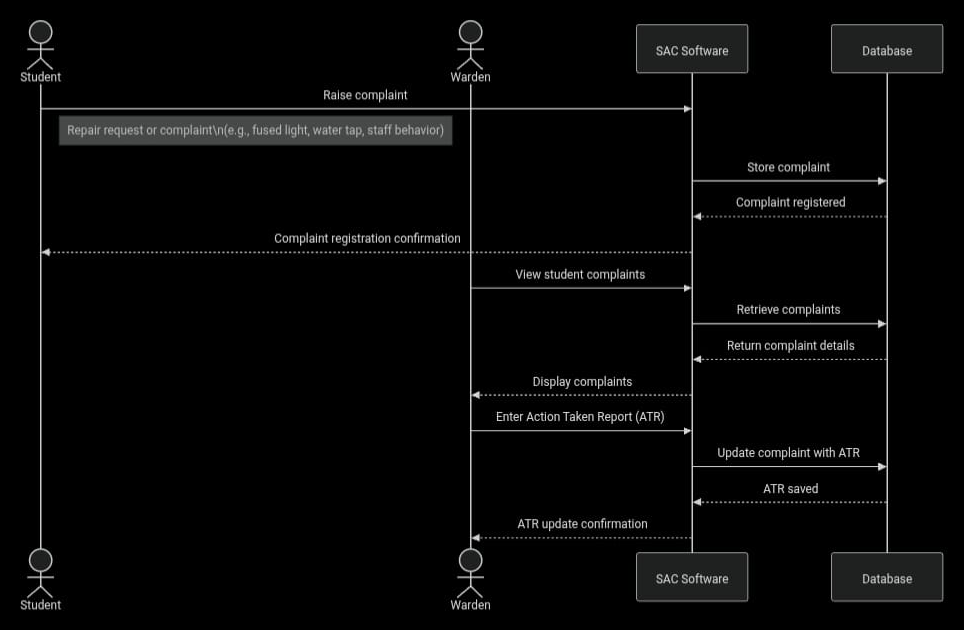 Student
Warden
SAC Software
Database
Raise complaint
Repair request or complaint\n(e.g., fused light, water tap, staff behavior)
Store complaint
Complaint registered
Complaint registration confirmation
View student complaints
Retrieve complaints
Return complaint details
Display complaints
Enter Action Taken Report (ATR)
Update complaint with ATR
ATR saved
ATR update confirmation
Student
Warden
SAC Software
Database